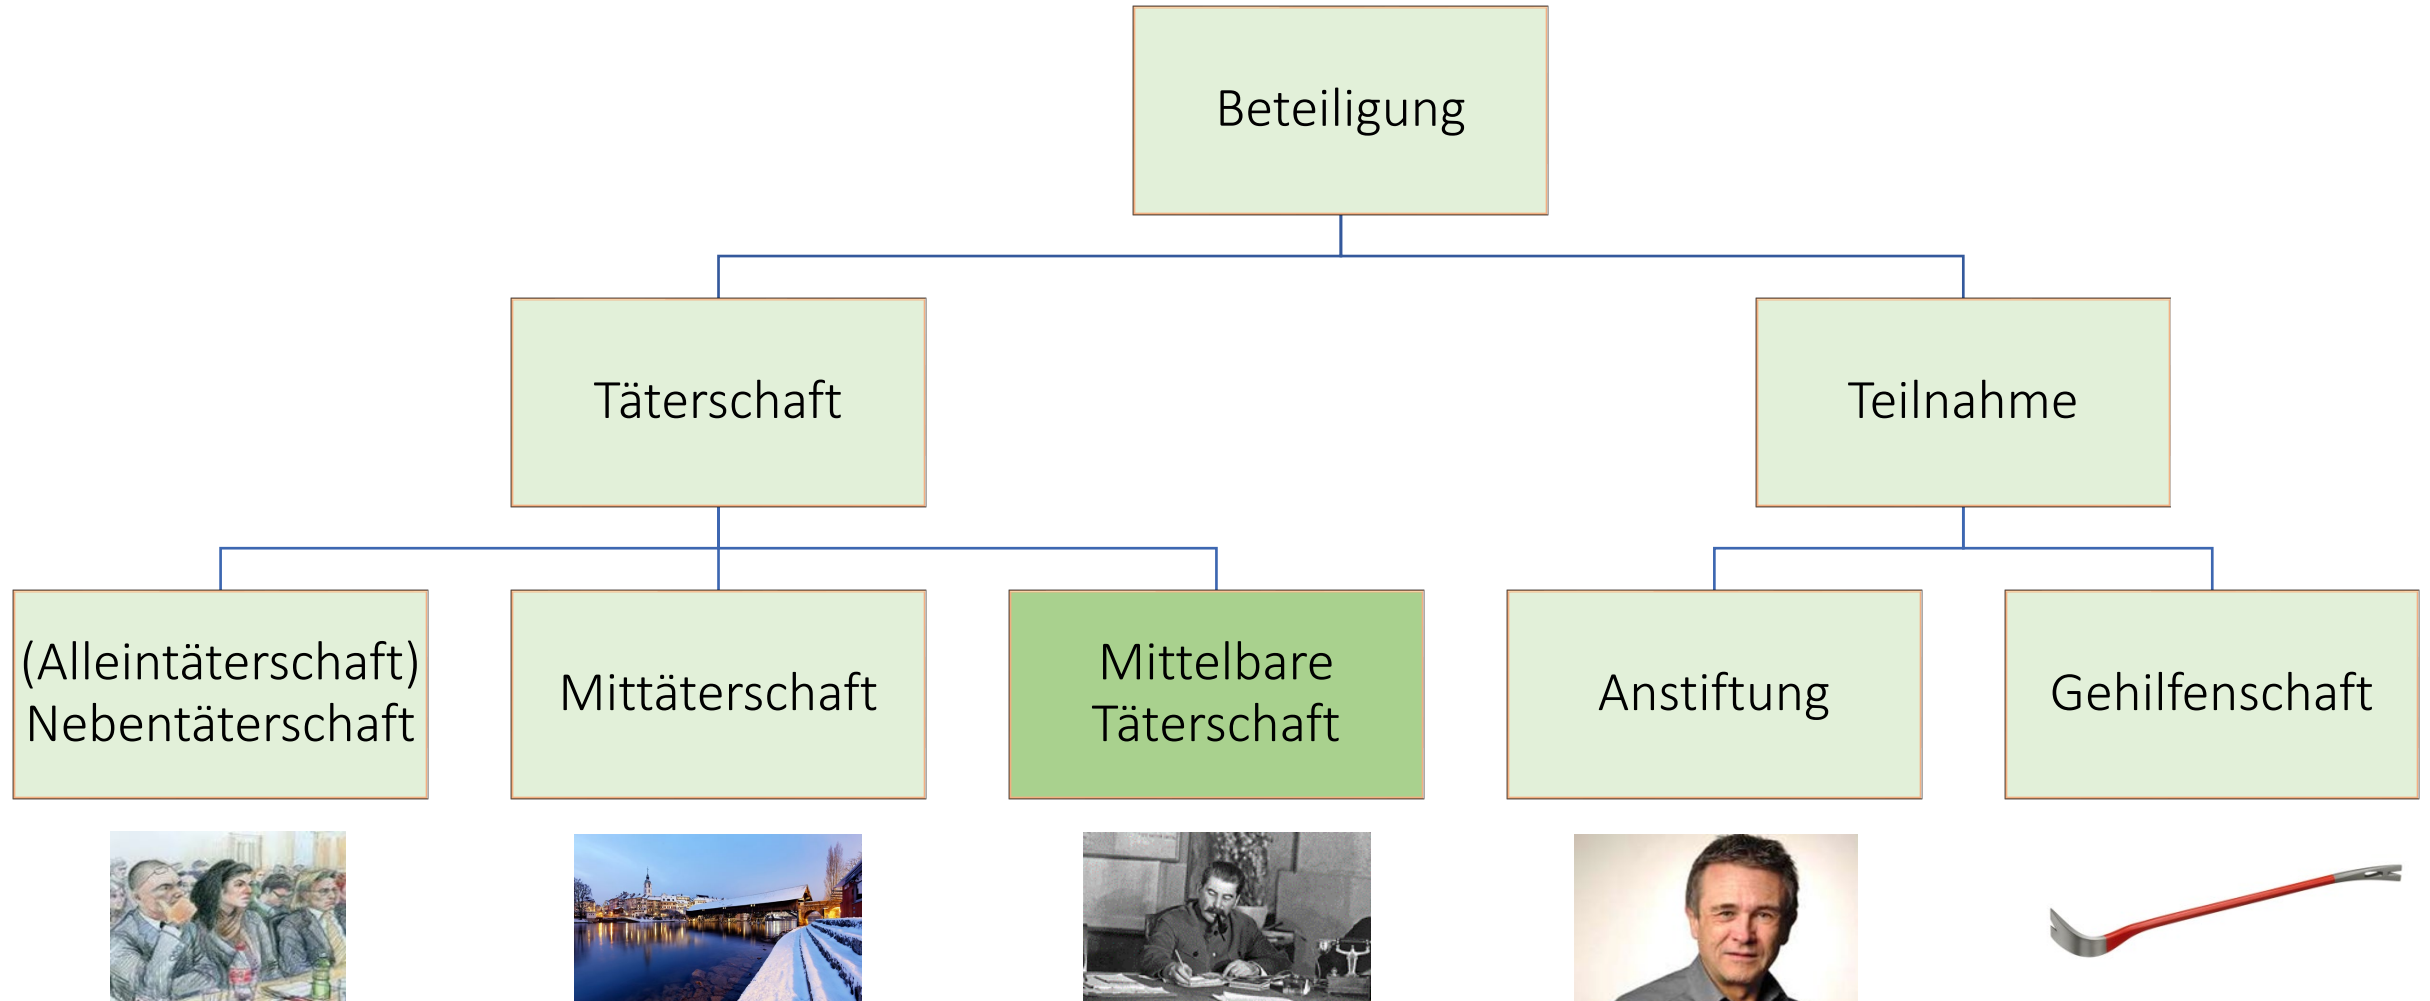 Beteiligung
Täterschaft
Teilnahme
(Alleintäterschaft)
Nebentäterschaft
Mittäterschaft
Mittelbare
Täterschaft
Anstiftung
Gehilfenschaft